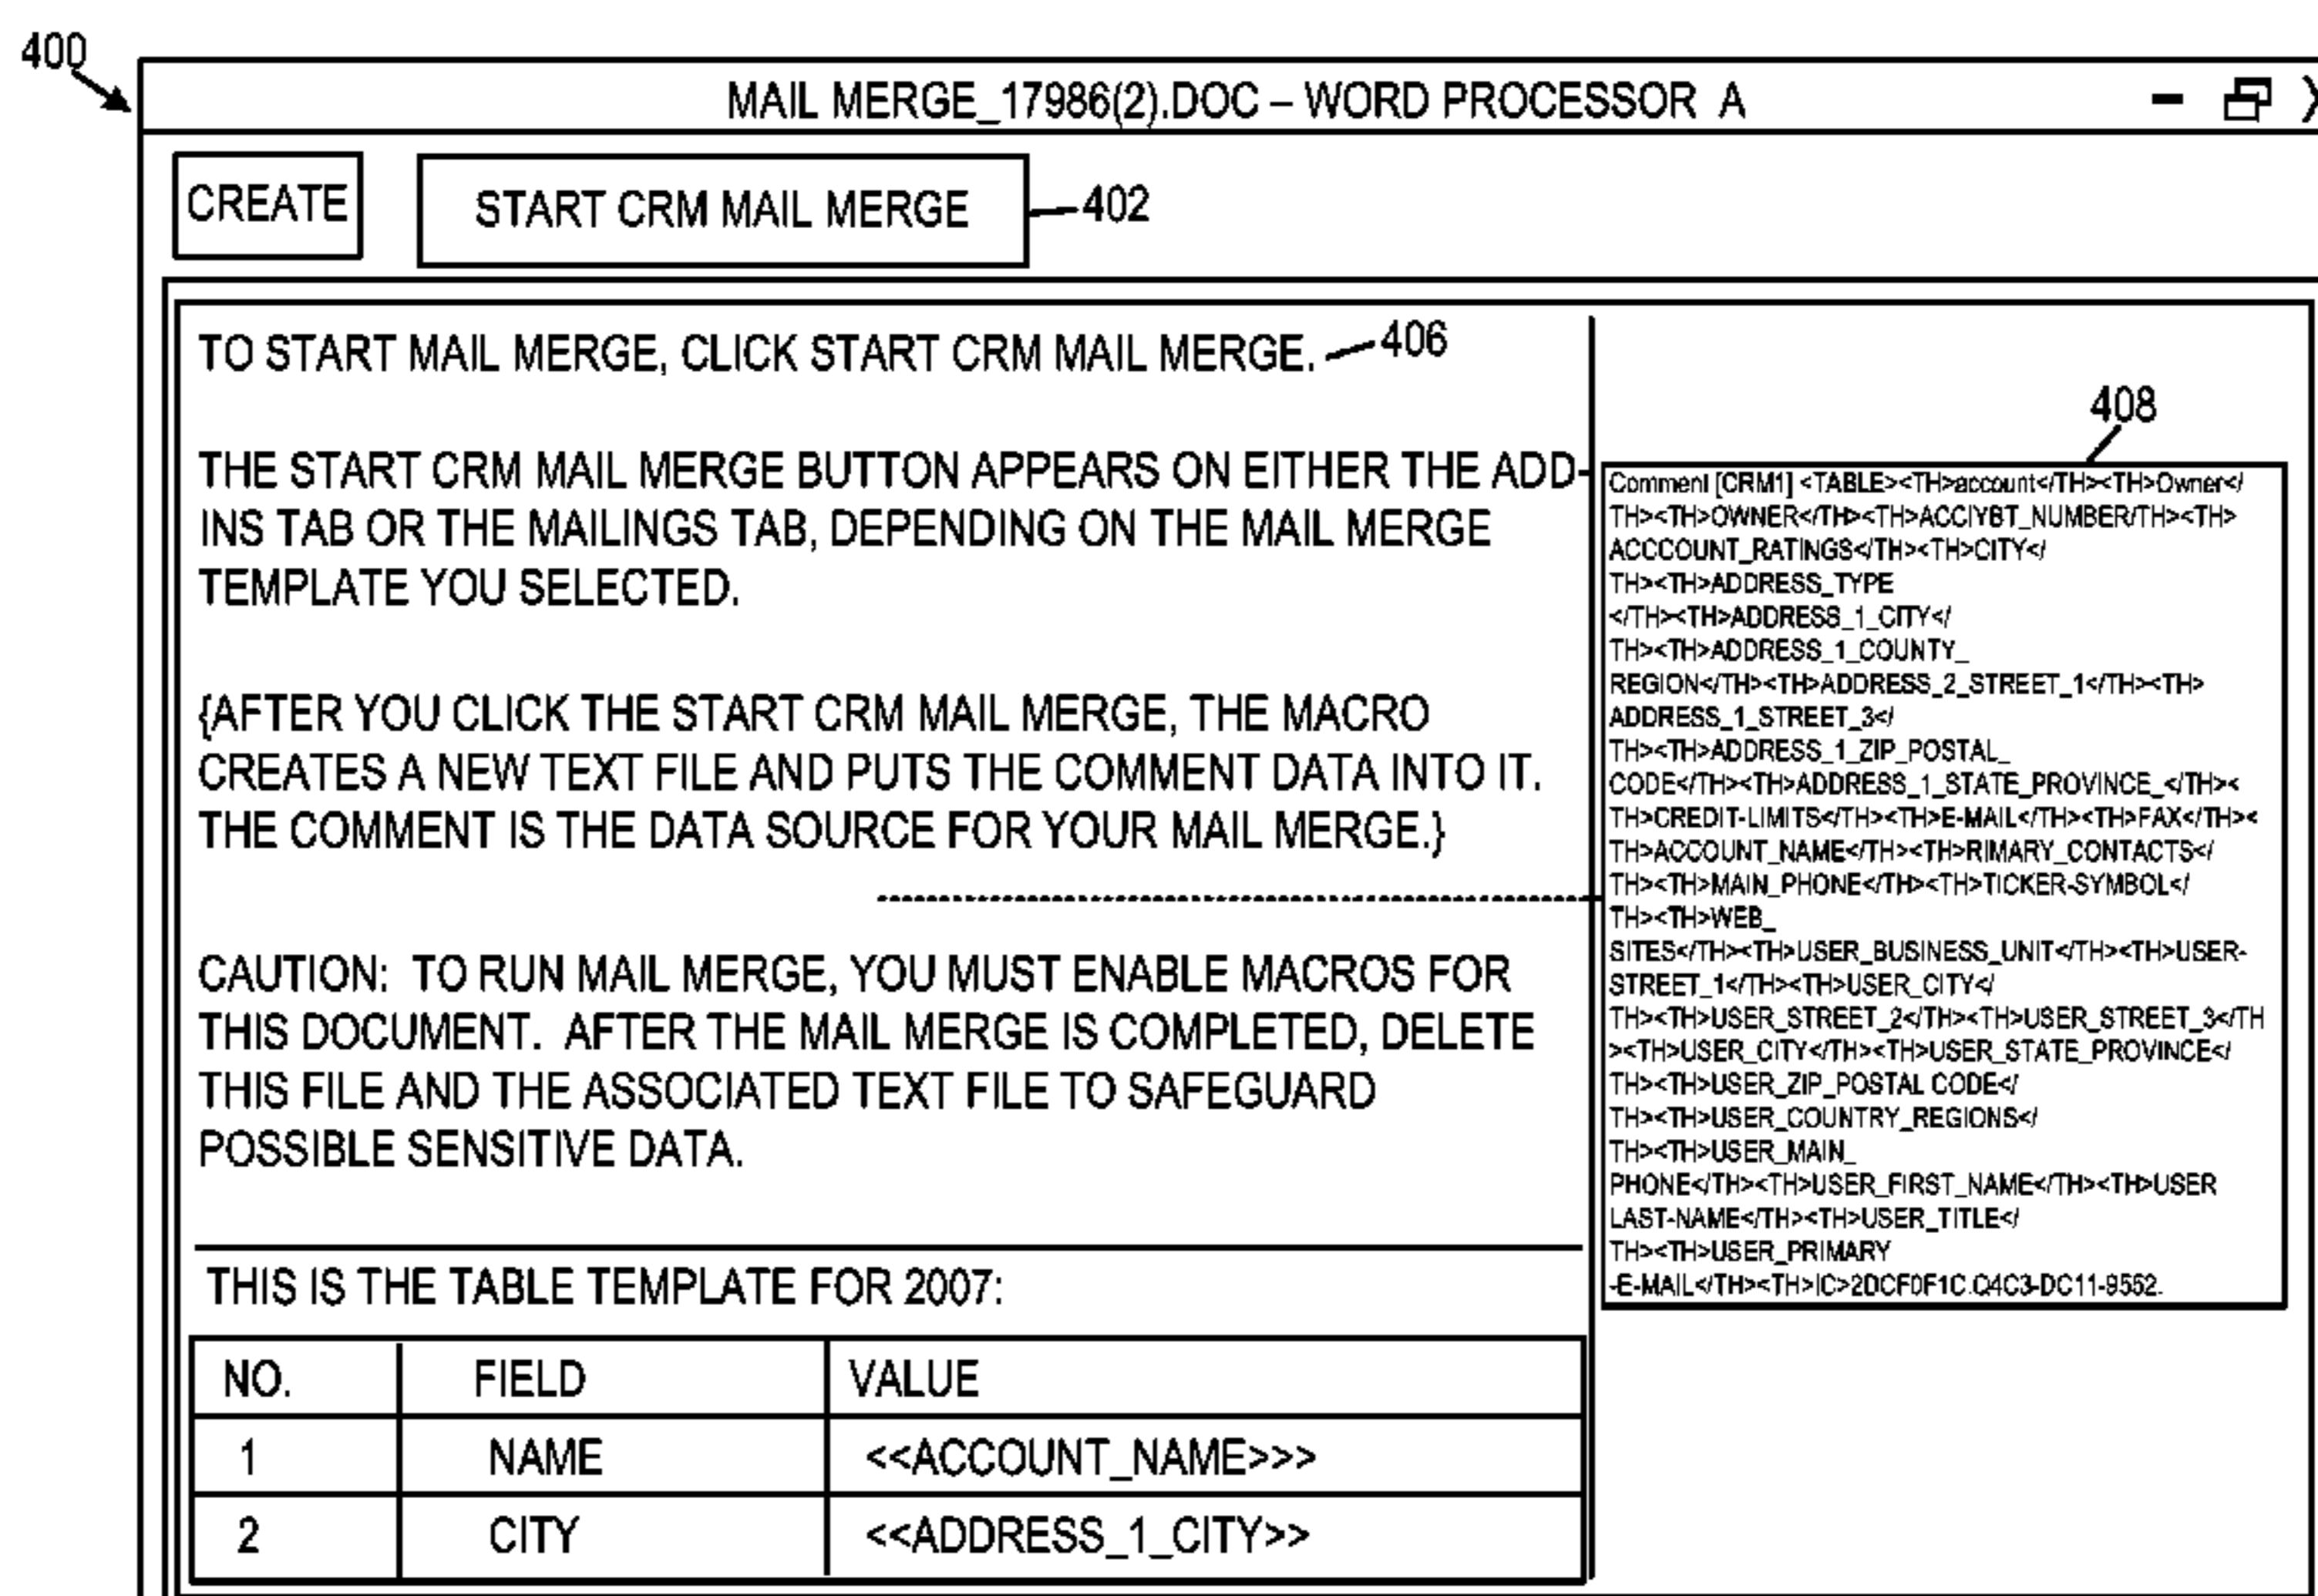 400
MAIL MERGE_17986(2).DOC – WORD PROCESSOR A
CREATE
START CRM MAIL MERGE
402
TO START MAIL MERGE, CLICK START CRM MAIL MERGE.
406
THE START CRM MAIL MERGE BUTTON APPEARS ON EITHER THE ADD-
INS TAB OR THE MAILINGS TAB, DEPENDING ON THE MAIL MERGE
TEMPLATE YOU SELECTED.
{AFTER YOU CLICK THE START CRM MAIL MERGE, THE MACRO
CREATES A NEW TEXT FILE AND PUTS THE COMMENT DATA INTO IT.
THE COMMENT IS THE DATA SOURCE FOR YOUR MAIL MERGE.}
CAUTION: TO RUN MAIL MERGE, YOU MUST ENABLE MACROS FOR
THIS DOCUMENT. AFTER THE MAIL MERGE IS COMPLETED, DELETE
THIS FILE AND THE ASSOCIATED TEXT FILE TO SAFEGUARD
POSSIBLE SENSITIVE DATA.
THIS IS THE TABLE TEMPLATE FOR 2007:
NO. FIELD VALUE
1 NAME <<ACCOUNT_NAME>>>
2 CITY <<ADDRESS_1_CITY>>
408
Comment [CRM1] <TABLE><TH>account</TH><TH>Owner</
TH><TH>OWNER</TH><TH>ACCIYBT_NUMBER/TH><TH>
ACCCOUNT_RATINGS</TH><TH>CITY</
TH><TH>ADDRESS_TYPE
</TH><TH>ADDRESS_1_CITY</
TH><TH>ADDRESS_1_COUNTY_
REGION</TH><TH>ADDRESS_2_STREET_1</TH><TH>
ADDRESS_1_STREET_3</
TH><TH>ADDRESS_1_ZIP_POSTAL_
CODE</TH><TH>ADDRESS_1_STATE_PROVINCE_</TH><
TH>CREDIT-LIMITS</TH><TH>E-MAIL</TH><TH>FAX</TH><
TH>ACCOUNT_NAME</TH><TH>RIMARY_CONTACTS</
TH><TH>MAIN_PHONE</TH><TH>TICKER-SYMBOL</
TH><TH>WEB_
SITES</TH><TH>USER_BUSINESS_UNIT</TH><TH>USER-
STREET_1</TH><TH>USER_CITY</
TH><TH>USER_STREET_2</TH><TH>USER_STREET_3</TH
><TH>USER_CITY</TH><TH>USER_STATE_PROVINCE</
TH><TH>USER_ZIP_POSTAL CODE</
TH><TH>USER_COUNTRY_REGIONS</
TH><TH>USER_MAIN_
PHONE</TH><TH>USER_FIRST_NAME</TH><TH>USER
LAST-NAME</TH><TH>USER_TITLE</
TH><TH>USER_PRIMARY
-E-MAIL</TH><TH>IC>2DCF0F1C.Q4C3-DC11-9552.